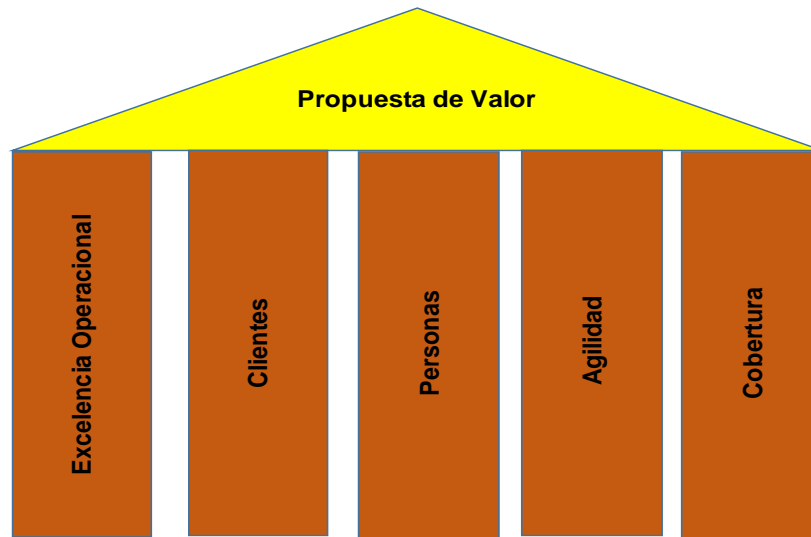 Propuesta de Valor
Excelencia Operacional
Clientes
Personas
Agilidad
Cobertura